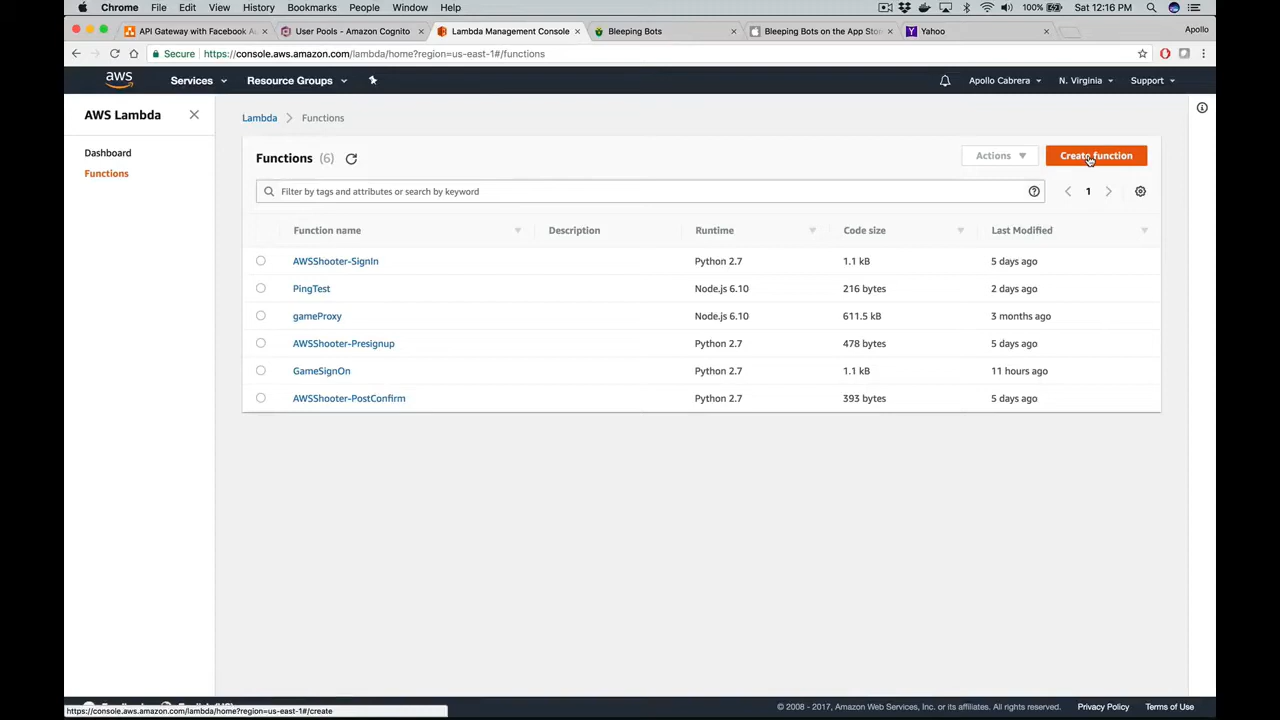 Chrome File Edit View History Bookmarks People Window Help 100% Sat 12:16 PM
API Gateway with Facebook User Pools - Amazon Cognito Lambda Management Console Bleeping Bots Bleeping Bots on the App Sto Yahoo Apollo
Secure https://console.aws.amazon.com/lambda/home?region=us-east-1#/functions
aws Services Resource Groups Apollo Cabrera N. Virginia Support
AWS Lambda
Dashboard
Functions
Lambda Functions
Functions (6) Actions Create function
Filter by tags and attributes or search by keyword 1
Function name Description Runtime Code size Last Modified
AWSShooter-SignIn Python 2.7 1.1 kB 5 days ago
PingTest Node.js 6.10 216 bytes 2 days ago
gameProxy Node.js 6.10 611.5 kB 3 months ago
AWSShooter-Presignup Python 2.7 478 bytes 5 days ago
GameSignOn Python 2.7 1.1 kB 11 hours ago
AWSShooter-PostConfirm Python 2.7 393 bytes 5 days ago
© 2008 - 2017, Amazon Web Services, Inc. or its affiliates. All rights reserved. Privacy Policy Terms of Use
https://console.aws.amazon.com/lambda/home?region=us-east-1#/create